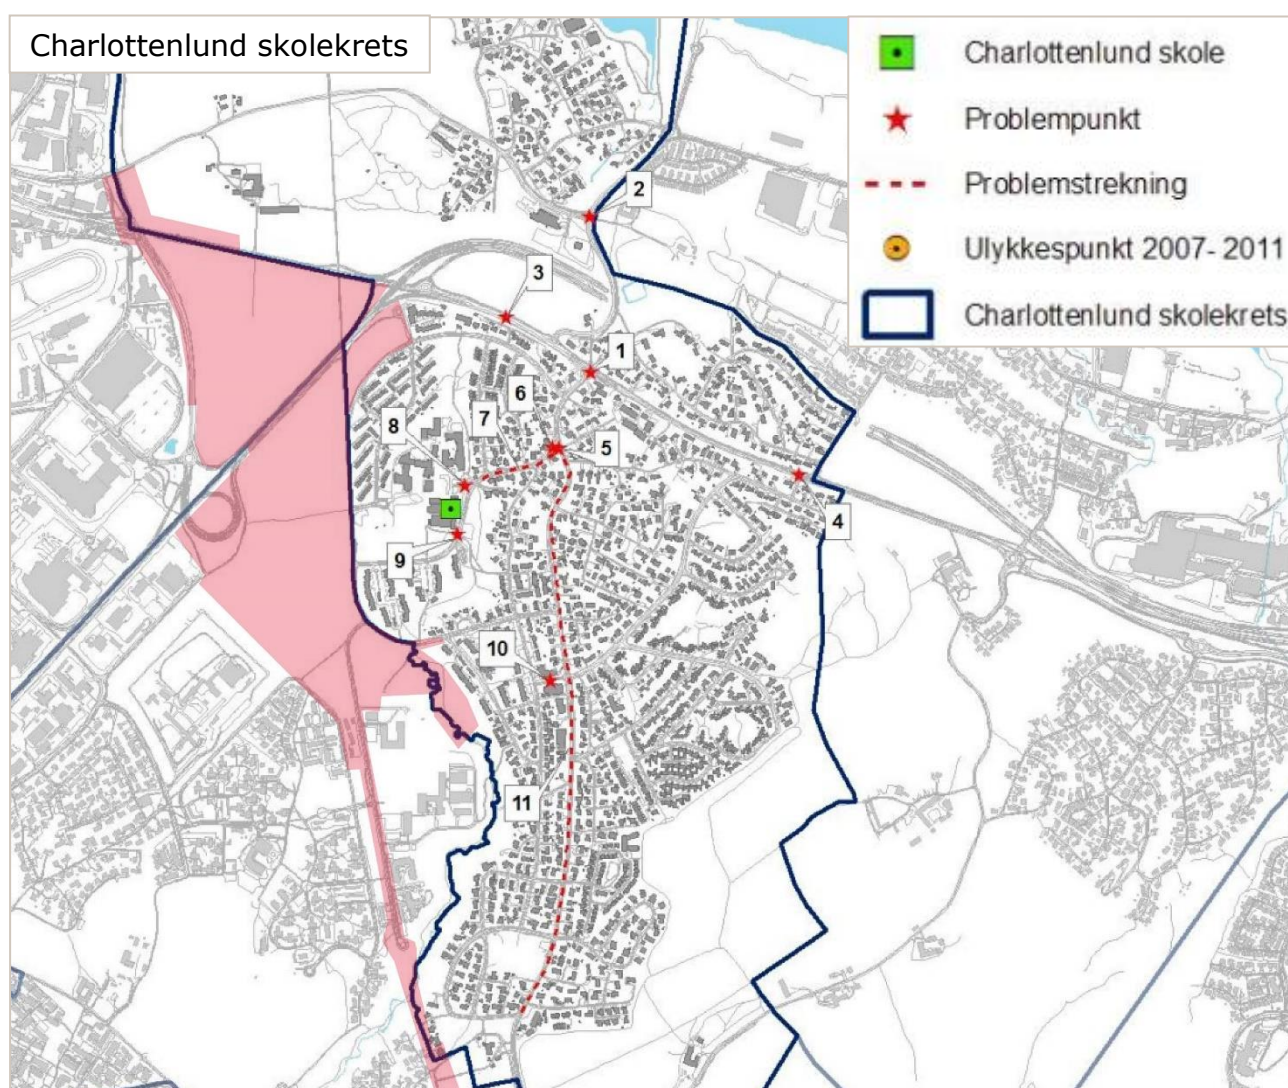 Charlottenlund skolekrets
Charlottenlund skole
Problempunkt
Problemstrekning
Ulykkespunkt 2007- 2011
Charlottenlund skolekrets
2
3
1
6
7
8
5
4
9
10
11